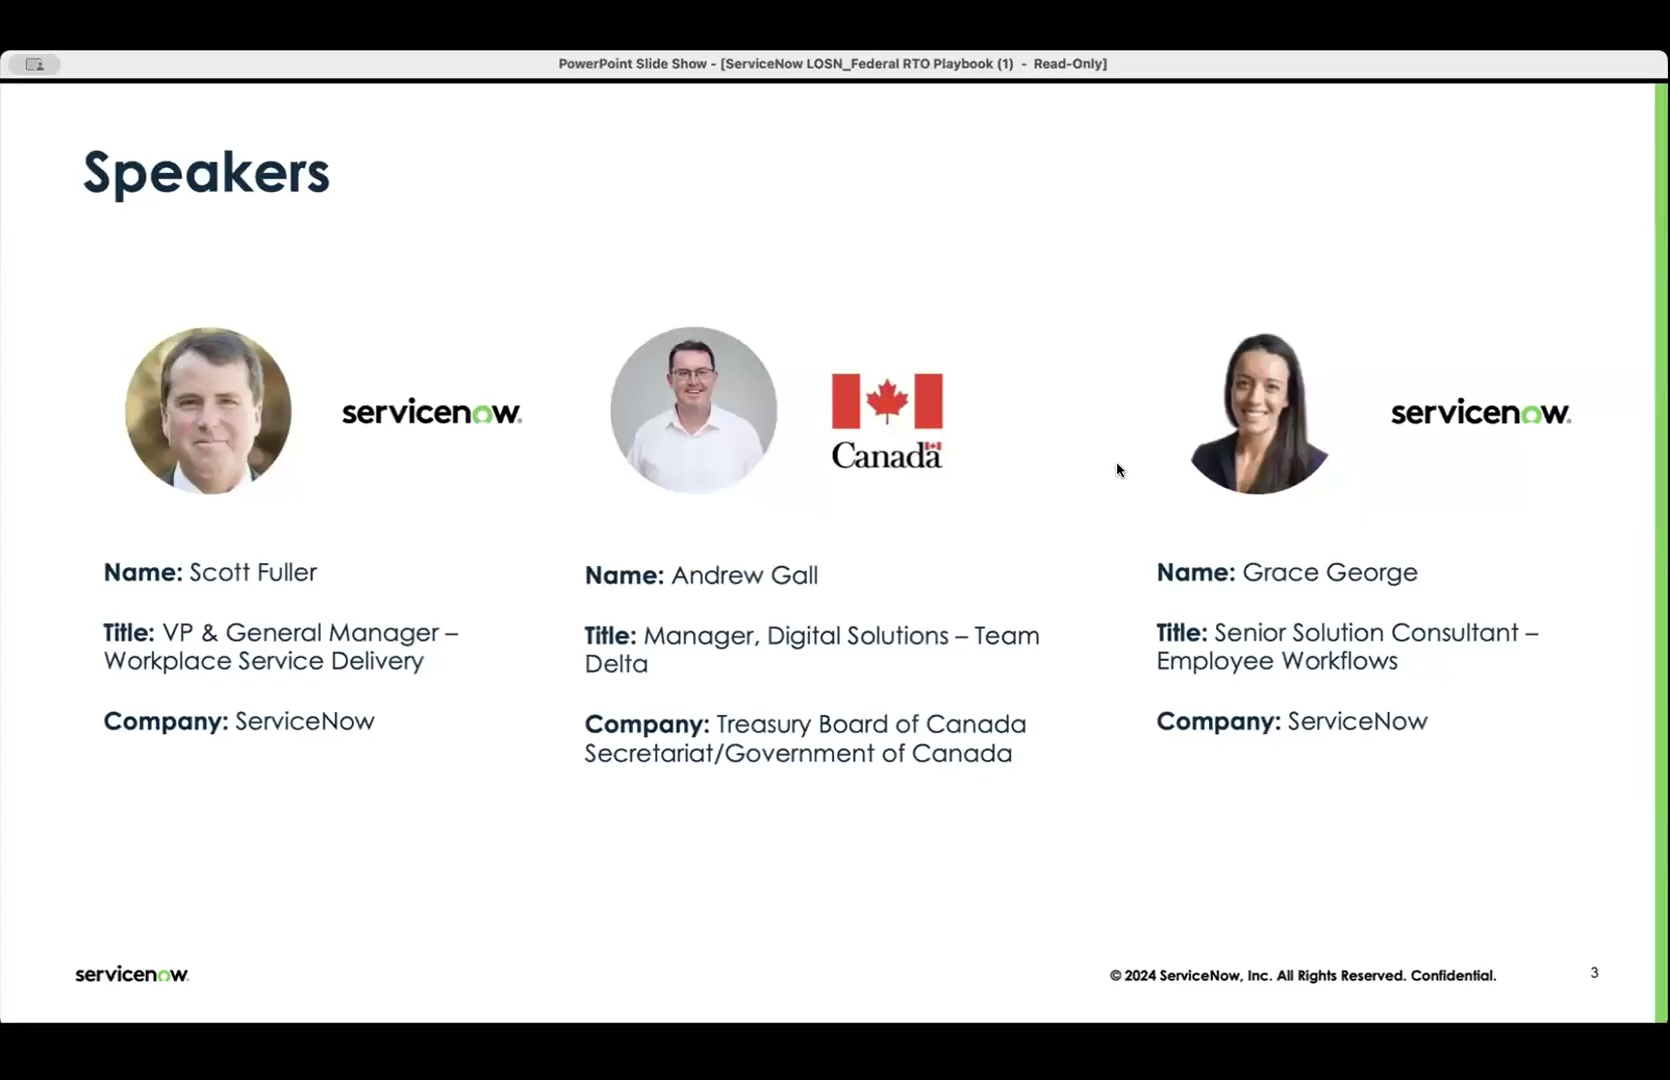 PowerPoint Slide Show - [ServiceNow LOSN_Federal RTO Playbook (1) - Read-Only]
Speakers
servicenow.
Canada
servicenow.
Name: Scott Fuller
Title: VP & General Manager –
Workplace Service Delivery
Company: ServiceNow
Name: Andrew Gall
Title: Manager, Digital Solutions – Team
Delta
Company: Treasury Board of Canada
Secretariat/Government of Canada
Name: Grace George
Title: Senior Solution Consultant –
Employee Workflows
Company: ServiceNow
servicenow.
© 2024 ServiceNow, Inc. All Rights Reserved. Confidential.
3